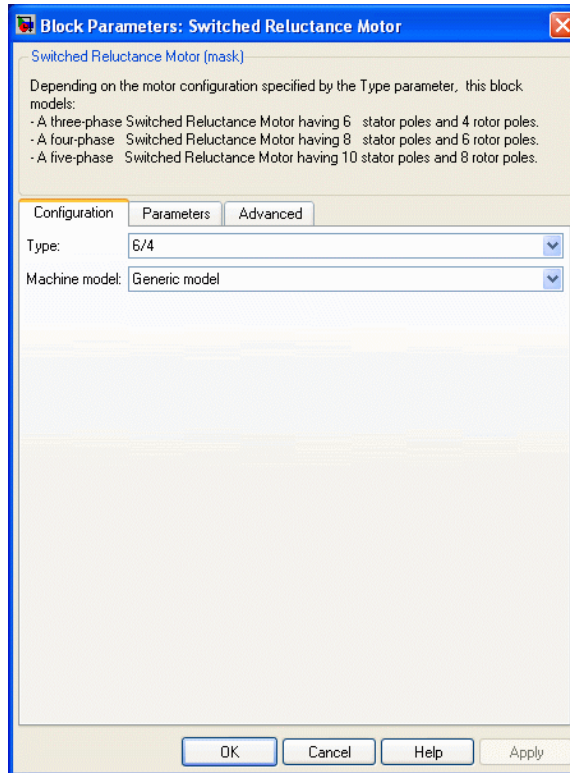 Block Parameters: Switched Reluctance Motor
Switched Reluctance Motor (mask)
Depending on the motor configuration specified by the Type parameter, this block
models:
- A three-phase Switched Reluctance Motor having 6 stator poles and 4 rotor poles.
- A four-phase Switched Reluctance Motor having 8 stator poles and 6 rotor poles.
- A five-phase Switched Reluctance Motor having 10 stator poles and 8 rotor poles.
Configuration Parameters Advanced
Type: 6/4
Machine model: Generic model
OK Cancel Help Apply